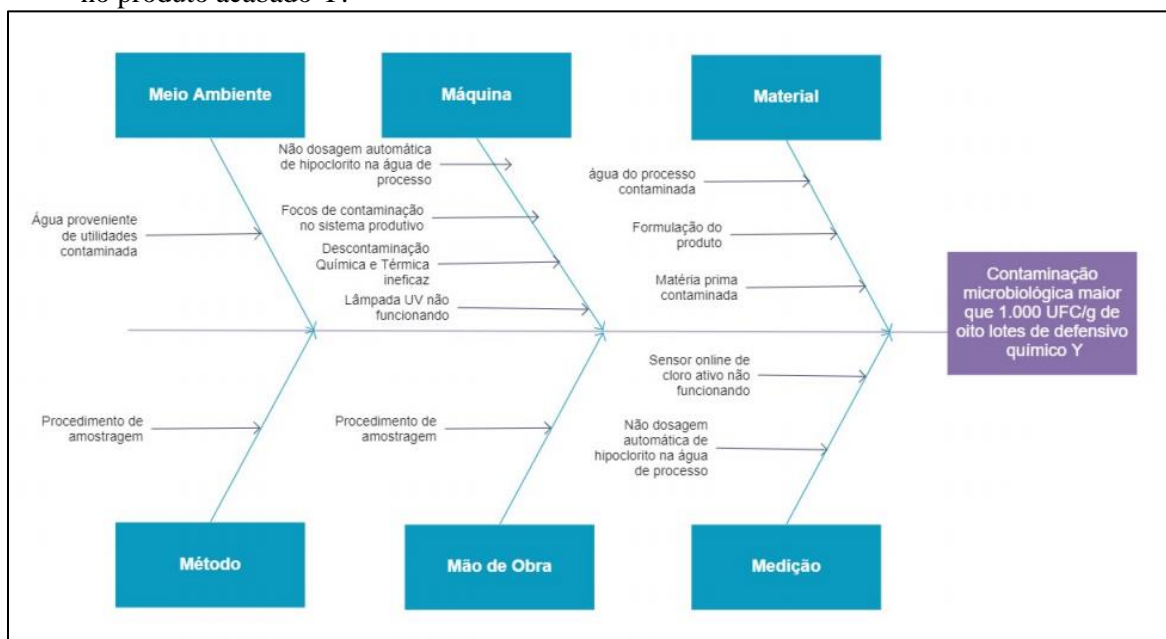 no produto acabado Y.
Meio Ambiente
Máquina
Material
Não dosagem automática
de hipoclorito na água de
processo
água do processo
contaminada
Água proveniente
de utilidades
contaminada
Focos de contaminação
no sistema produtivo
Formulação do
produto
Descontaminação
Química e Térmica
ineficaz
Matéria prima
contaminada
Lâmpada UV não
funcionando
Contaminação
microbiológica maior
que 1.000 UFC/g de
oito lotes de defensivo
químico Y
Sensor online de
cloro ativo não
funcionando
Procedimento de
amostragem
Procedimento de
amostragem
Não dosagem
automática de
hipoclorito na água
de processo
Método
Mão de Obra
Medição